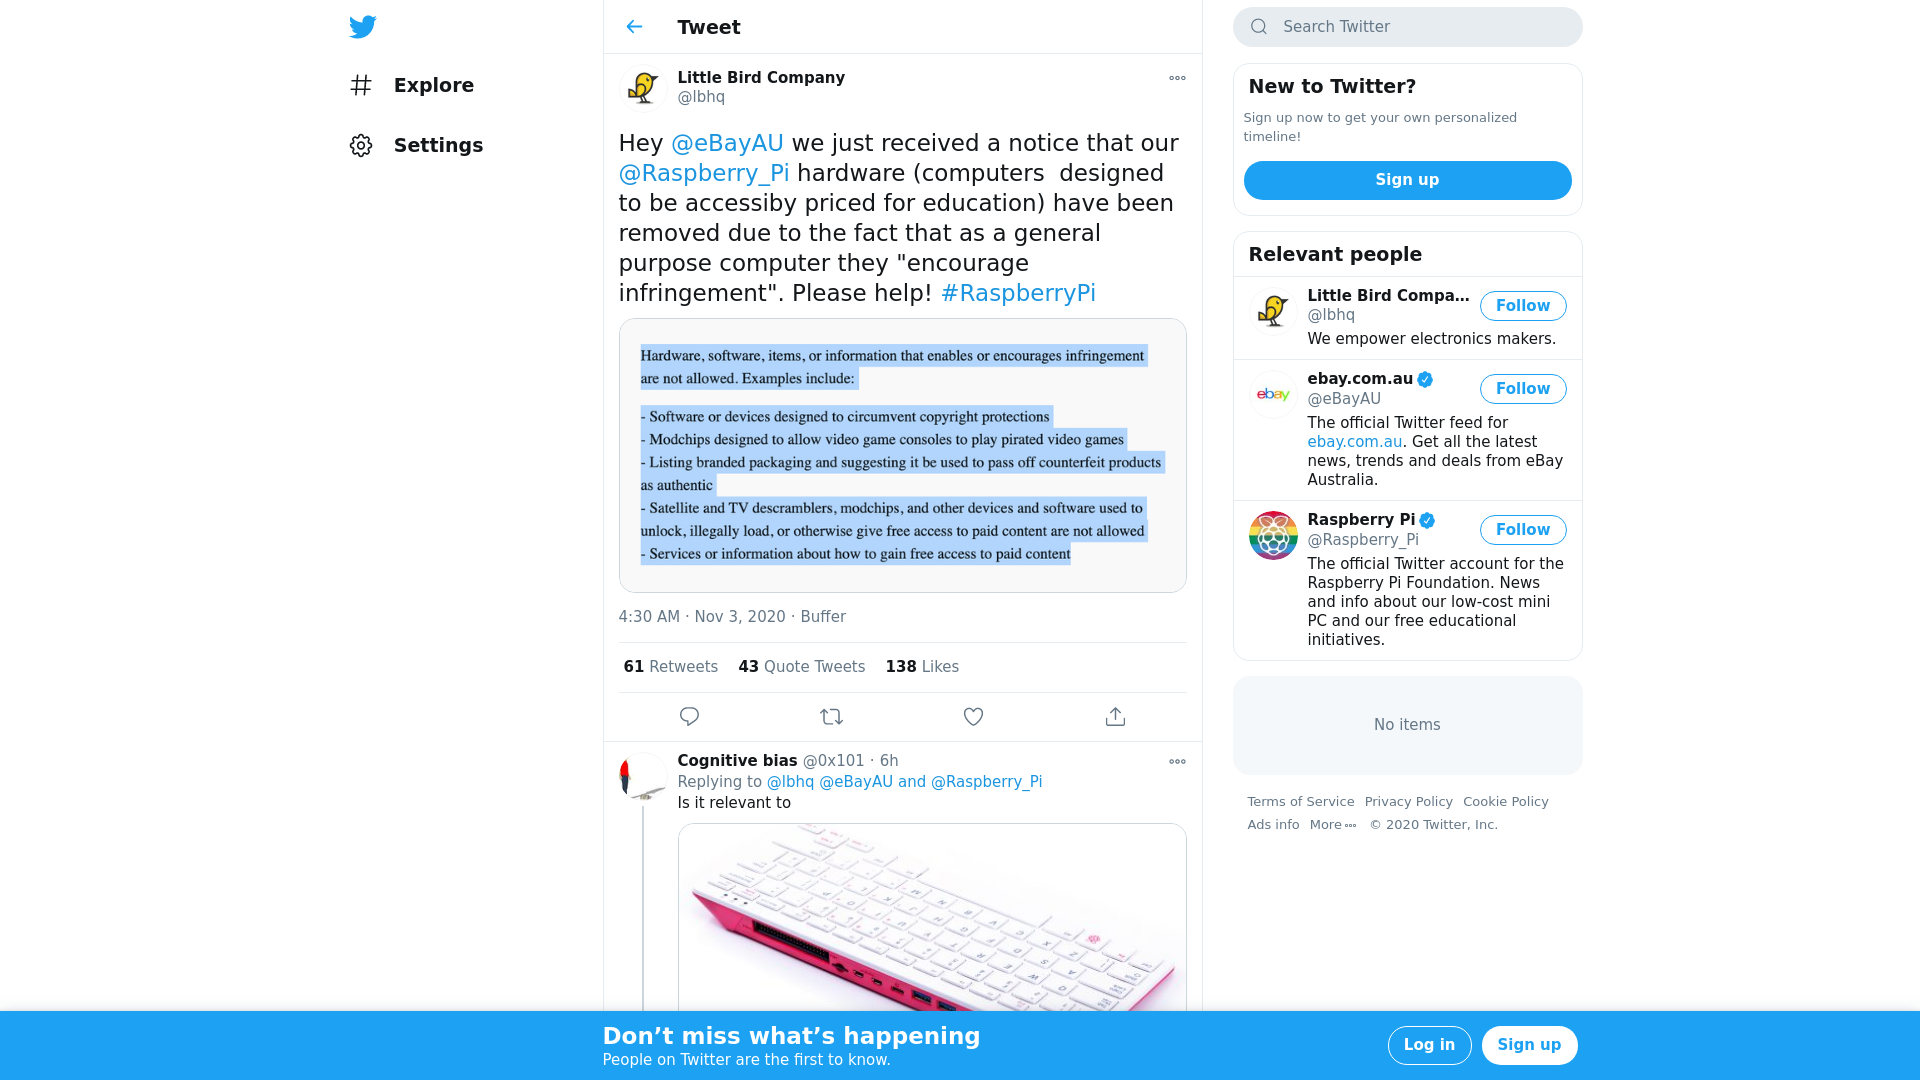 Explore
Settings
Tweet
Little Bird Company
@lbhq
Hey @eBayAU we just received a notice that our
@Raspberry_Pi hardware (computers  designed
to be accessiby priced for education) have been
removed due to the fact that as a general
purpose computer they "encourage
infringement". Please help! #RaspberryPi
Hardware, software, items, or information that enables or encourages infringement
are not allowed. Examples include:
- Software or devices designed to circumvent copyright protections
- Modchips designed to allow video game consoles to play pirated video games
- Listing branded packaging and suggesting it be used to pass off counterfeit products
as authentic
- Satellite and TV descramblers, modchips, and other devices and software used to
unlock, illegally load, or otherwise give free access to paid content are not allowed
- Services or information about how to gain free access to paid content
4:30 AM · Nov 3, 2020 · Buffer
61 Retweets 43 Quote Tweets 138 Likes
Cognitive bias @0x101 · 6h
Replying to @lbhq @eBayAU and @Raspberry_Pi
Is it relevant to
Search Twitter
New to Twitter?
Sign up now to get your own personalized
timeline!
Sign up
Relevant people
Little Bird Compa...
@lbhq
Follow
We empower electronics makers.
ebay
ebay.com.au
@eBayAU
Follow
The official Twitter feed for
ebay.com.au. Get all the latest
news, trends and deals from eBay
Australia.
Raspberry Pi
@Raspberry_Pi
Follow
The official Twitter account for the
Raspberry Pi Foundation. News
and info about our low-cost mini
PC and our free educational
initiatives.
No items
Terms of Service Privacy Policy Cookie Policy
Ads info More © 2020 Twitter, Inc.
Don’t miss what’s happening
People on Twitter are the first to know.
Log in
Sign up